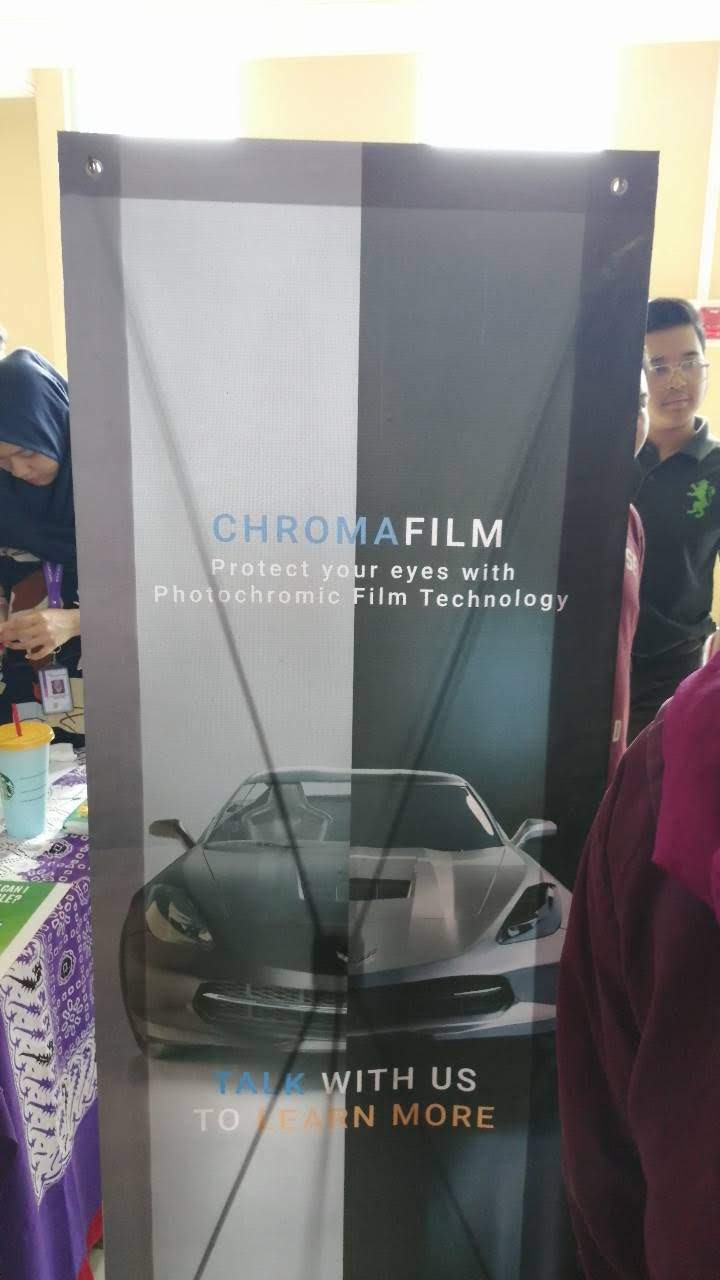 CHROMAFILM
Protect your eyes with
Photochromic Film Technology
TALK WITH US
TO LEARN MORE